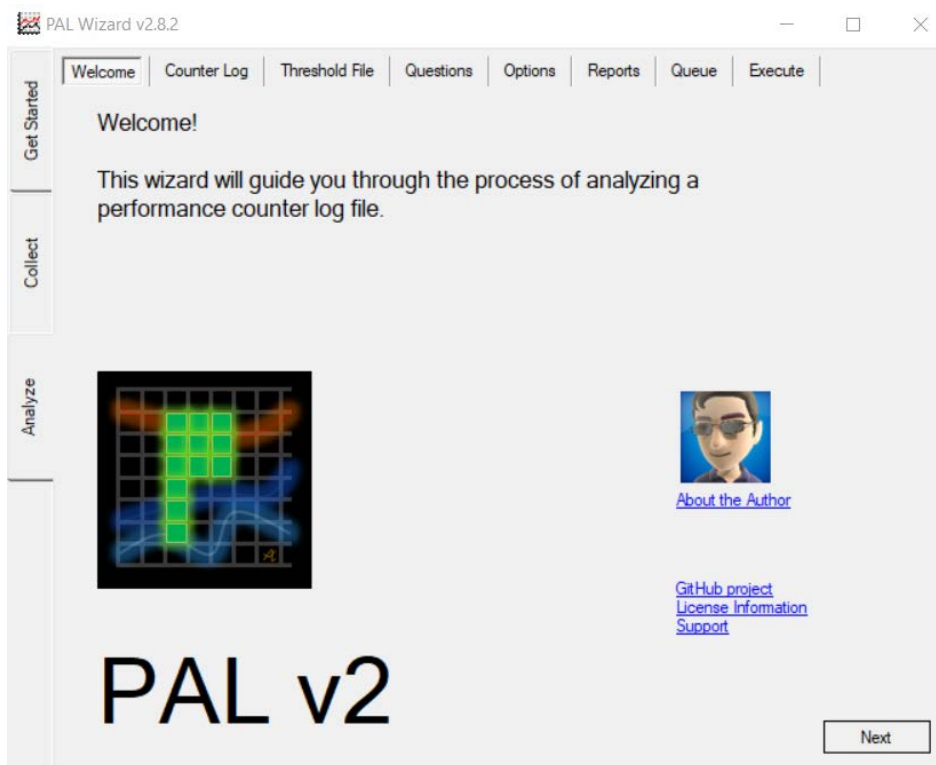 PAL Wizard v2.8.2
Welcome
Counter Log
Threshold File
Questions
Options
Reports
Queue
Execute
Get Started
Collect
Analyze
Welcome!
This wizard will guide you through the process of analyzing a
performance counter log file.
About the Author
GitHub project
License Information
Support
PAL v2
Next